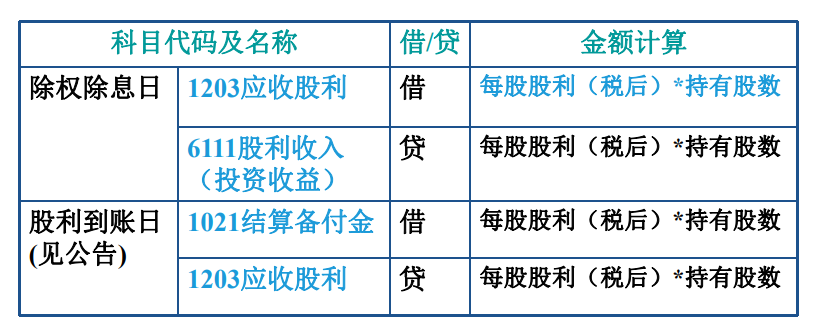 科目代码及名称 借/贷 金额计算
除权除息日 1203应收股利 借 每股股利（税后）*持有股数
6111股利收入 贷 每股股利（税后）*持有股数
（投资收益）
股利到账日 1021结算备付金 借 每股股利（税后）*持有股数
(见公告)
1203应收股利 贷 每股股利（税后）*持有股数